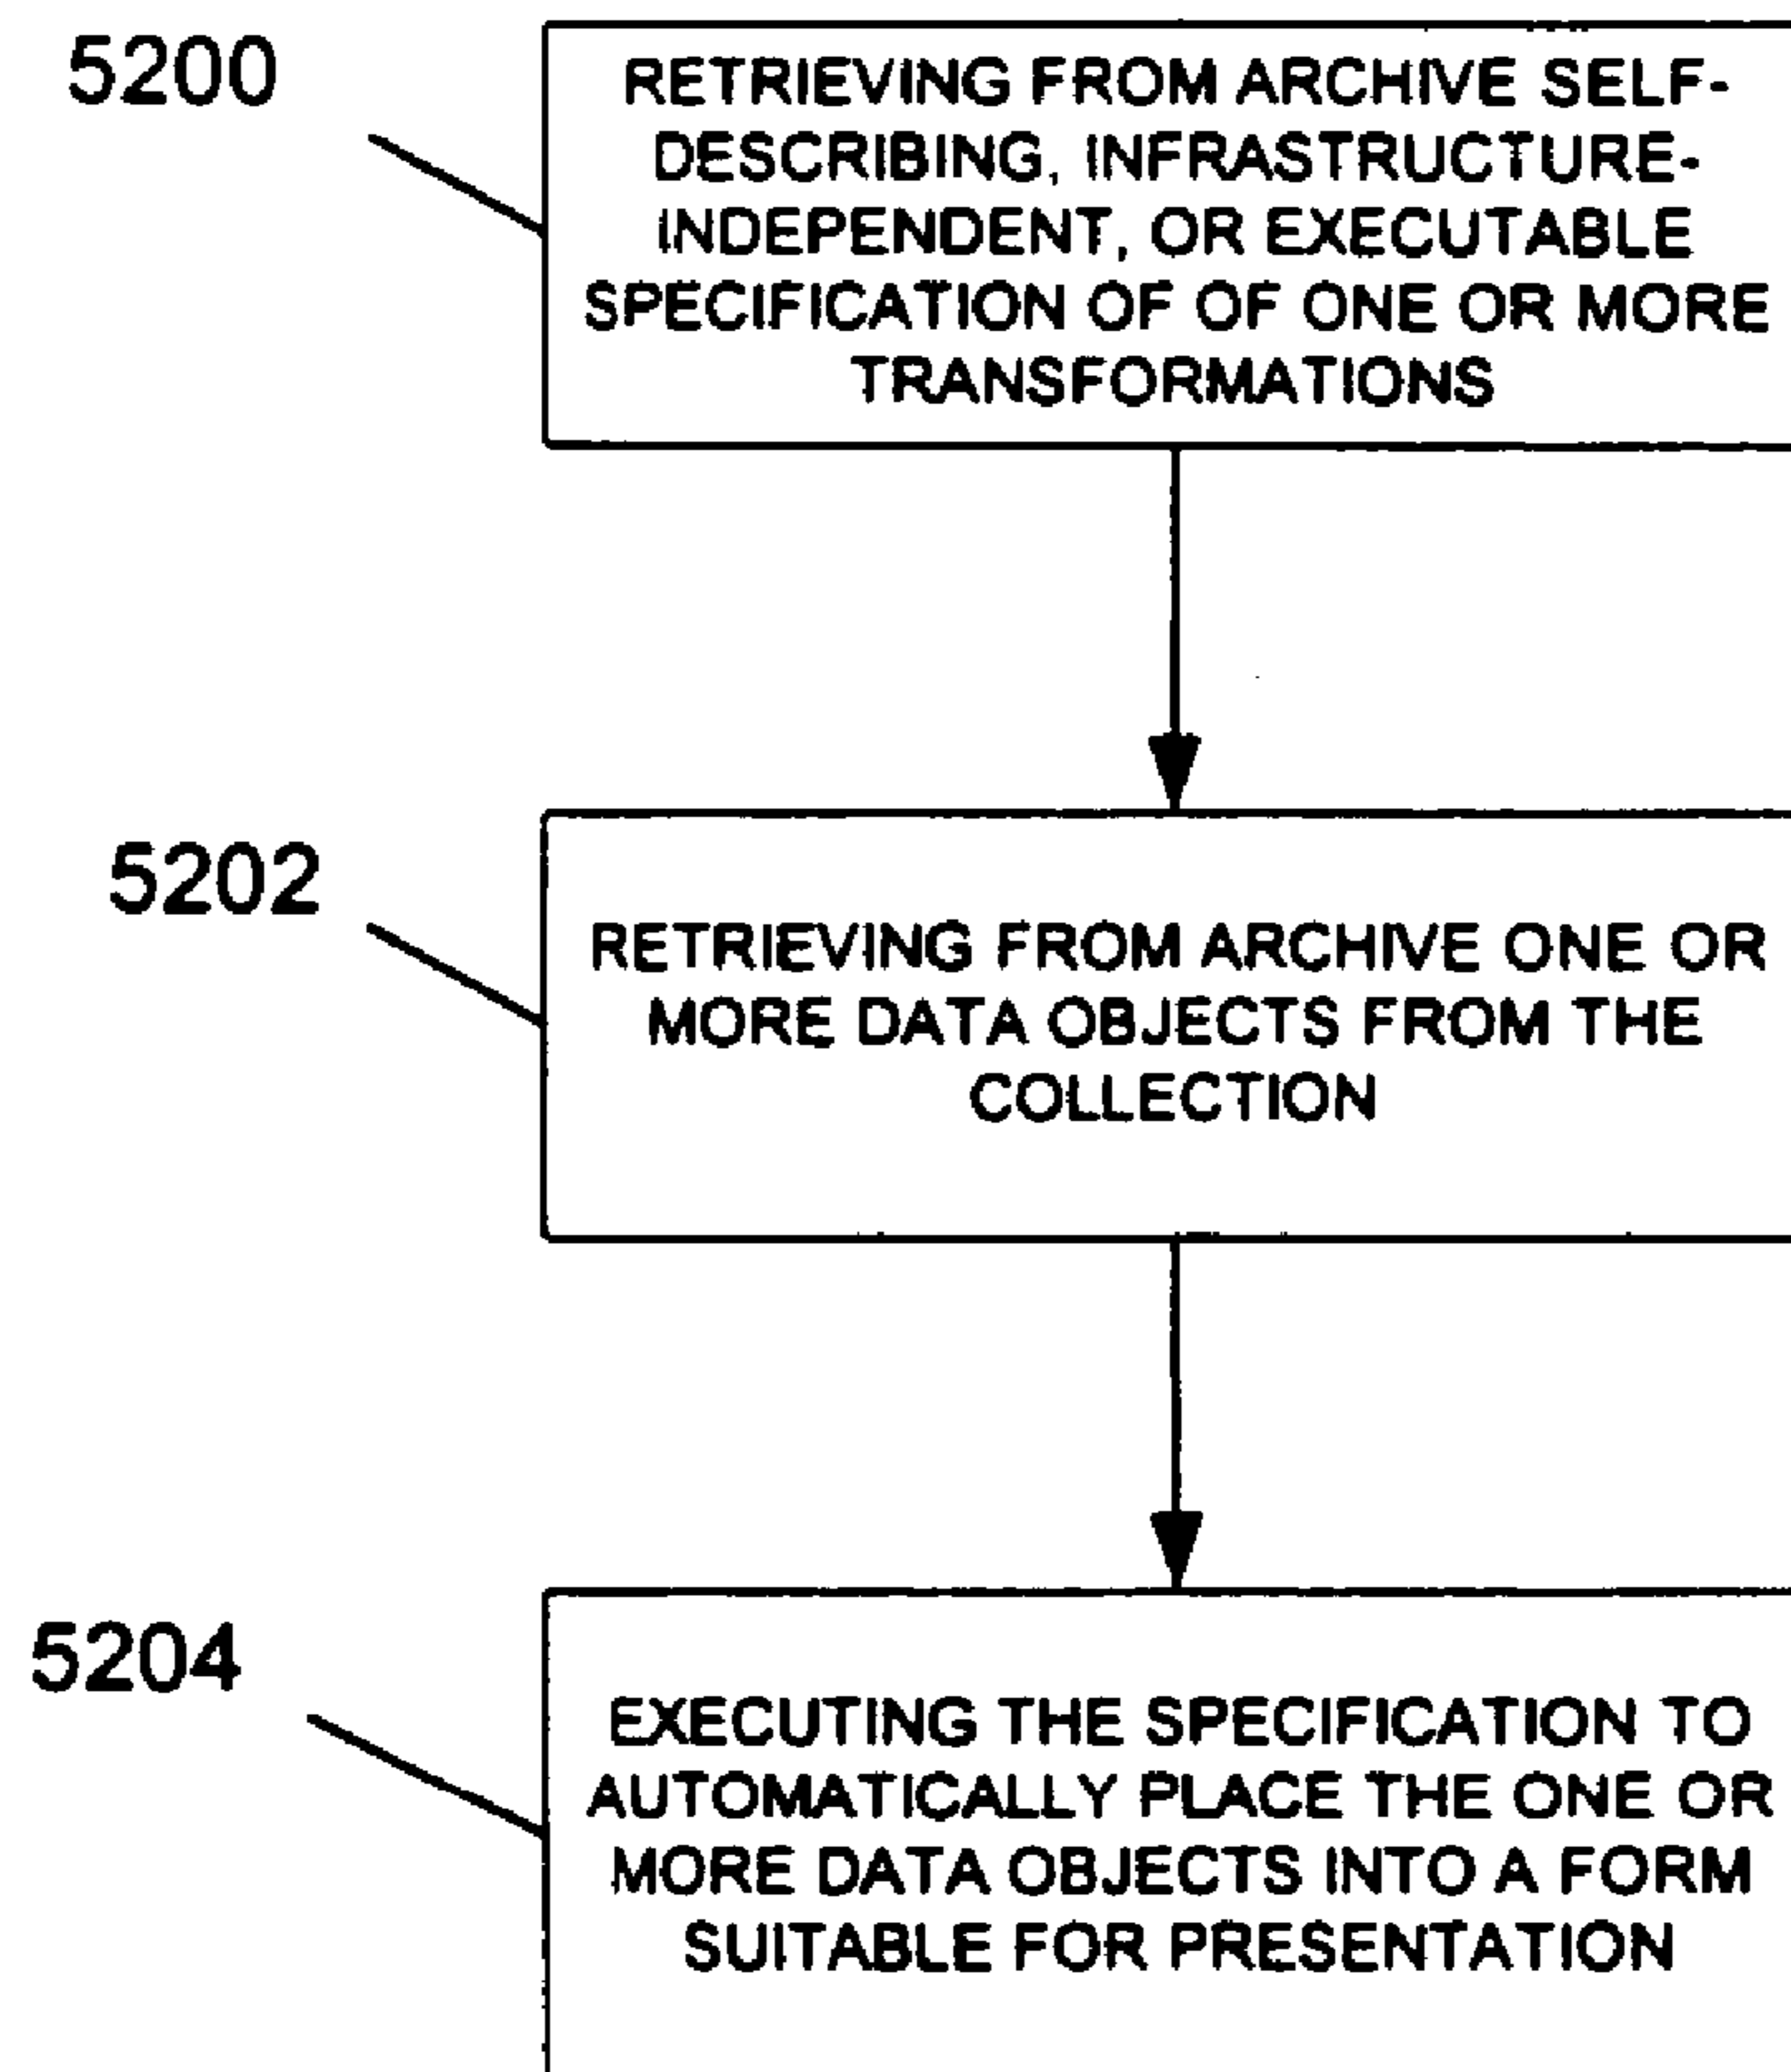 5200
RETRIEVING FROM ARCHIVE SELF-
DESCRIBING, INFRASTRUCTURE-
INDEPENDENT, OR EXECUTABLE
SPECIFICATION OF OF ONE OR MORE
TRANSFORMATIONS
5202
RETRIEVING FROM ARCHIVE ONE OR
MORE DATA OBJECTS FROM THE
COLLECTION
5204
EXECUTING THE SPECIFICATION TO
AUTOMATICALLY PLACE THE ONE OR
MORE DATA OBJECTS INTO A FORM
SUITABLE FOR PRESENTATION